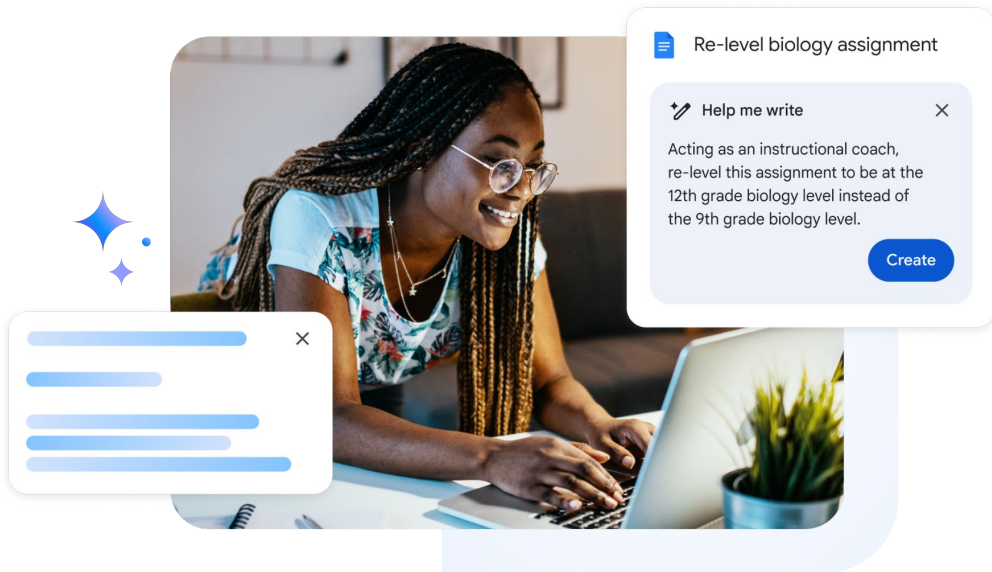 Re-level biology assignment
Help me write
Acting as an instructional coach,
re-level this assignment to be at the
12th grade biology level instead of
the 9th grade biology level.
Create